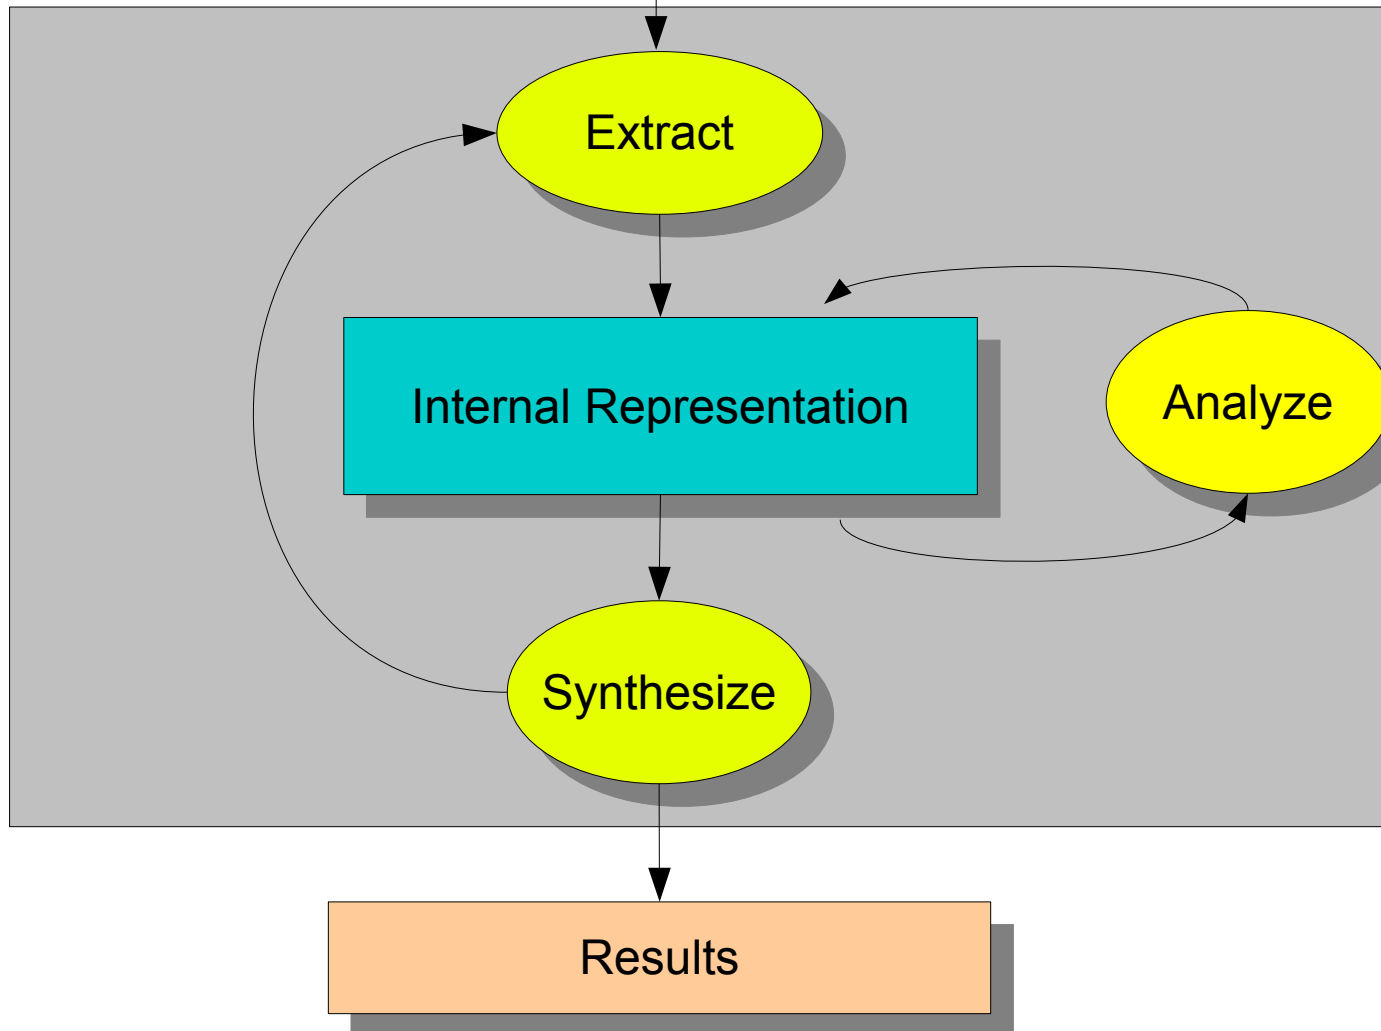 Extract
Internal Representation
Analyze
Synthesize
Results